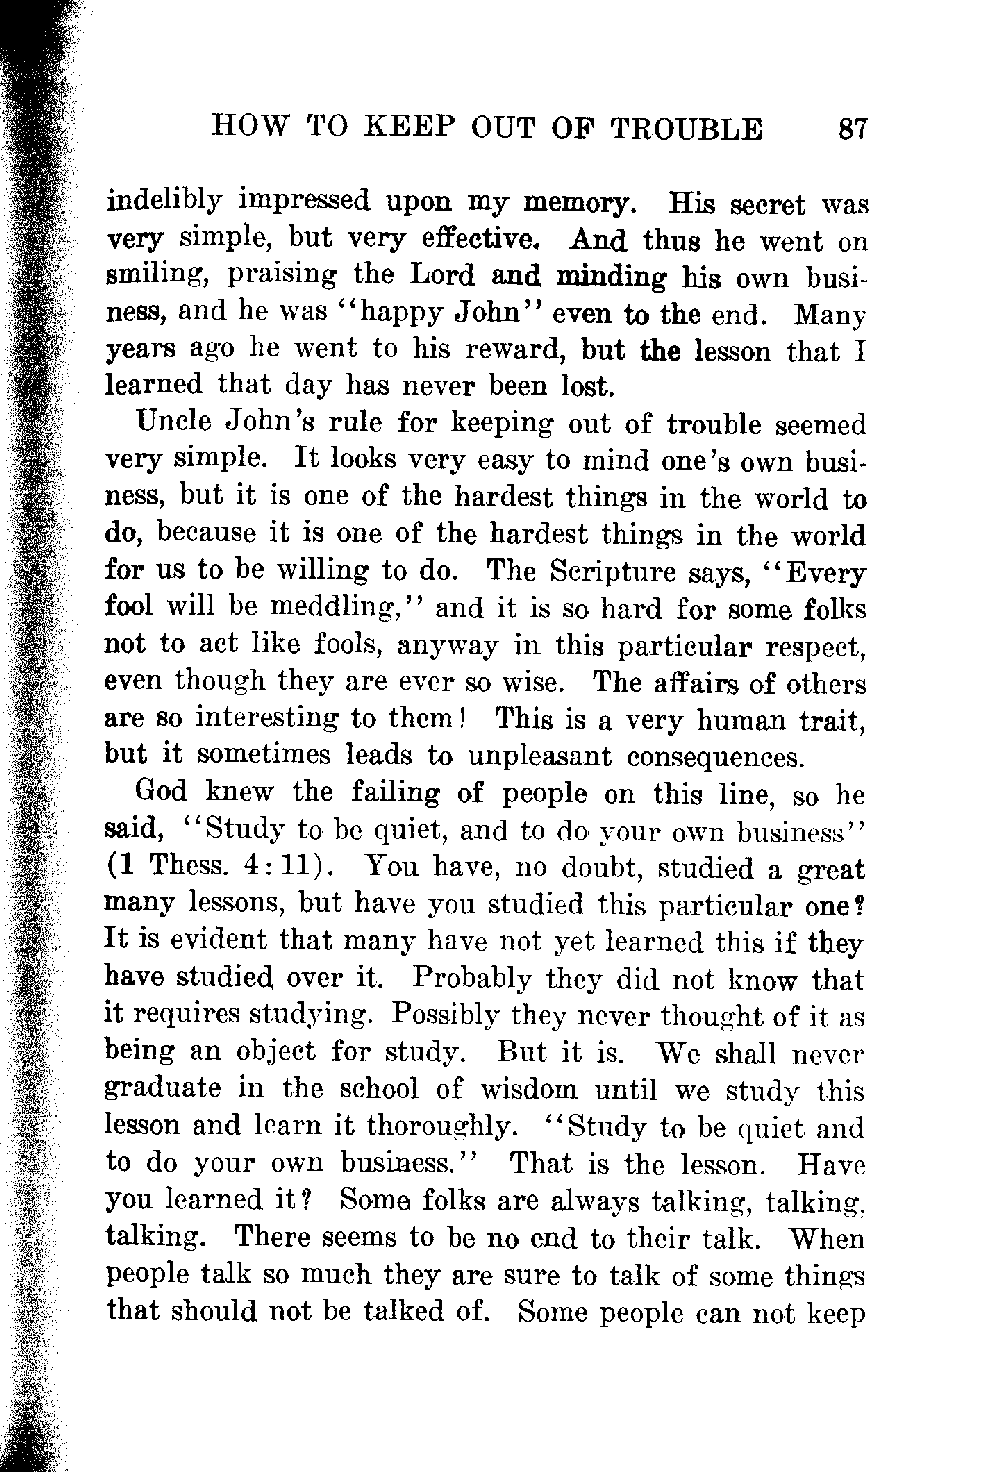 HOW TO KEEP OUT OF TROUBLE 87
indelibly impressed upon my memory. His secret was
very simple, but very effective. And thus he went on
smiling, praising the Lord and minding his own busi-
ness, and he was "happy John" even to the end. Many
years ago he went to his reward, but the lesson that I
learned that day has never been lost.
Uncle John's rule for keeping out of trouble seemed
very simple. It looks very easy to mind one's own busi-
ness, but it is one of the hardest things in the world to
do, because it is one of the hardest things in the world
for us to be willing to do. The Scripture says, "Every
fool will be meddling," and it is so hard for some folks
not to act like fools, anyway in this particular respect,
even though they are ever so wise. The affairs of others
are so interesting to them! This is a very human trait,
but it sometimes leads to unpleasant consequences.
God knew the failing of people on this line, so he
said, "Study to be quiet, and to do your own business"
(1 Thess. 4:11). You have, no doubt, studied a great
many lessons, but have you studied this particular one?
It is evident that many have not yet learned this if they
have studied over it. Probably they did not know that
it requires studying. Possibly they never thought of it as
being an object for study. But it is. We shall never
graduate in the school of wisdom until we study this
lesson and learn it thoroughly. "Study to be quiet and
to do your own business." That is the lesson. Have
you learned it? Some folks are always talking, talking,
talking. There seems to be no end to their talk. When
people talk so much they are sure to talk of some things
that should not be talked of. Some people can not keep